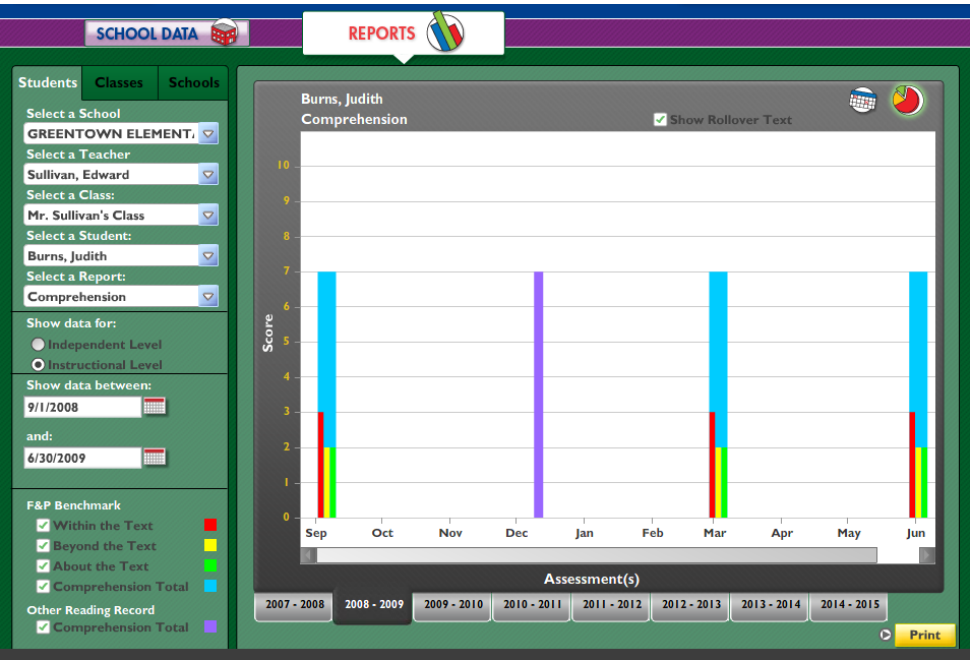 SCHOOL DATA
REPORTS
Students Classes Schools
Select a School
GREENTOWN ELEMENT
Select a Teacher
Sullivan, Edward
Select a Class:
Mr. Sullivan's Class
Select a Student:
Burns, Judith
Select a Report:
Comprehension
Show data for:
Independent Level
Instructional Level
Show data between:
9/1/2008
and:
6/30/2009
F&P Benchmark
Within the Text
Beyond the Text
About the Text
Comprehension Total
Other Reading Record
Comprehension Total
Burns, Judith
Comprehension
Show Rollover Text
Score
10
9
8
7
6
5
4
3
2
1
0
Sep Oct Nov Dec Jan Feb Mar Apr May Jun
Assessment(s)
2007 - 2008 2008 - 2009 2009 - 2010 2010 - 2011 2011 - 2012 2012 - 2013 2013 - 2014 2014 - 2015
Print